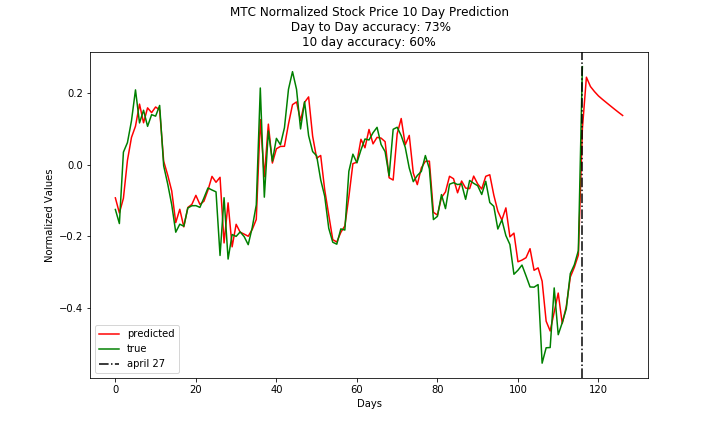 MTC Normalized Stock Price 10 Day Prediction
Day to Day accuracy: 73%
10 day accuracy: 60%
Normalized Values
0.2
0.0
−0.2
−0.4
predicted
true
april 27
0
20
40
60
80
100
120
Days